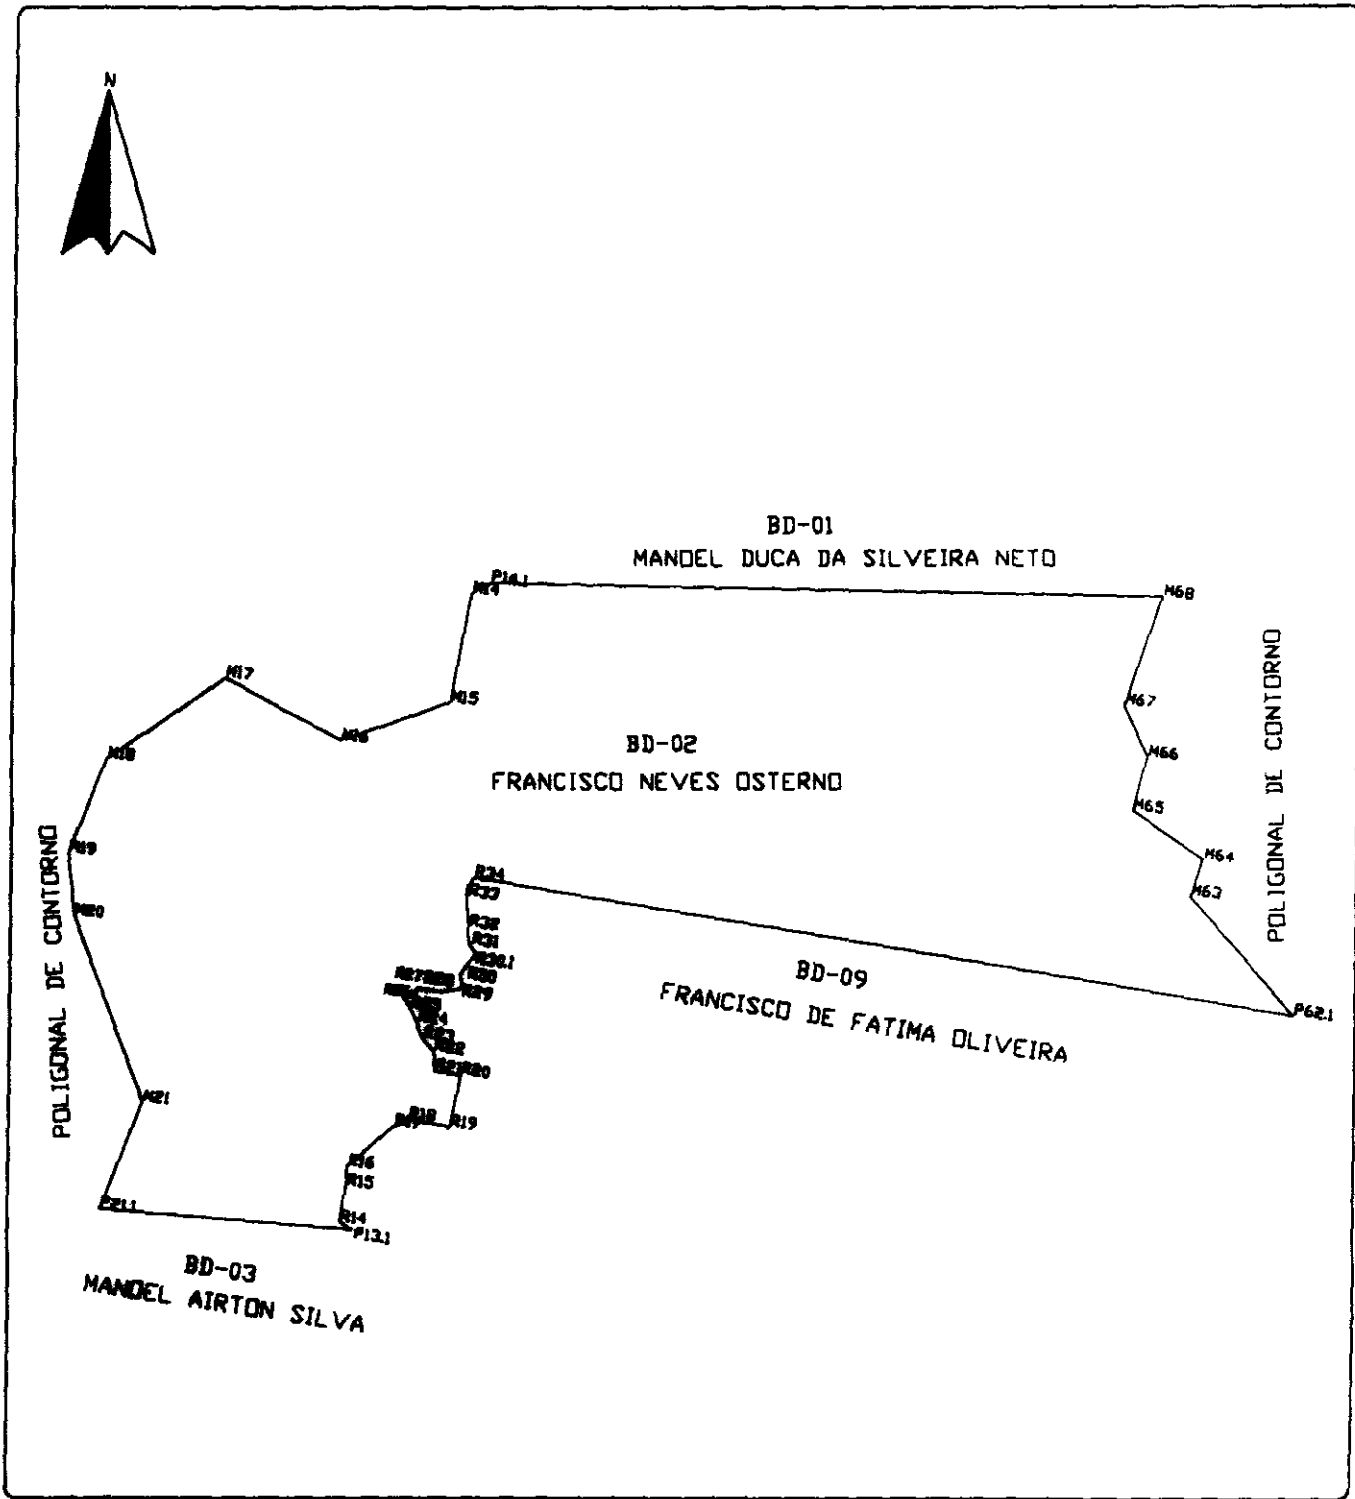 N
BD-01
MANOEL DUCA DA SILVEIRA NETO
P14.1
M14
M68
M17
M15
M67
M16
M18
BD-02
M66
FRANCISCO NEVES OSTERNO
M65
M19
M64
POLIGONAL DE CONTORNO
POLIGONAL DE CONTORNO
R34
R33
M63
M20
R32
R31
R30.1
R30
R29
BD-09
FRANCISCO DE FATIMA OLIVEIRA
P62.1
R22
R20
M21
R18
R19
R16
R15
P21.1
R14
P13.1
BD-03
MANOEL AIRTON SILVA